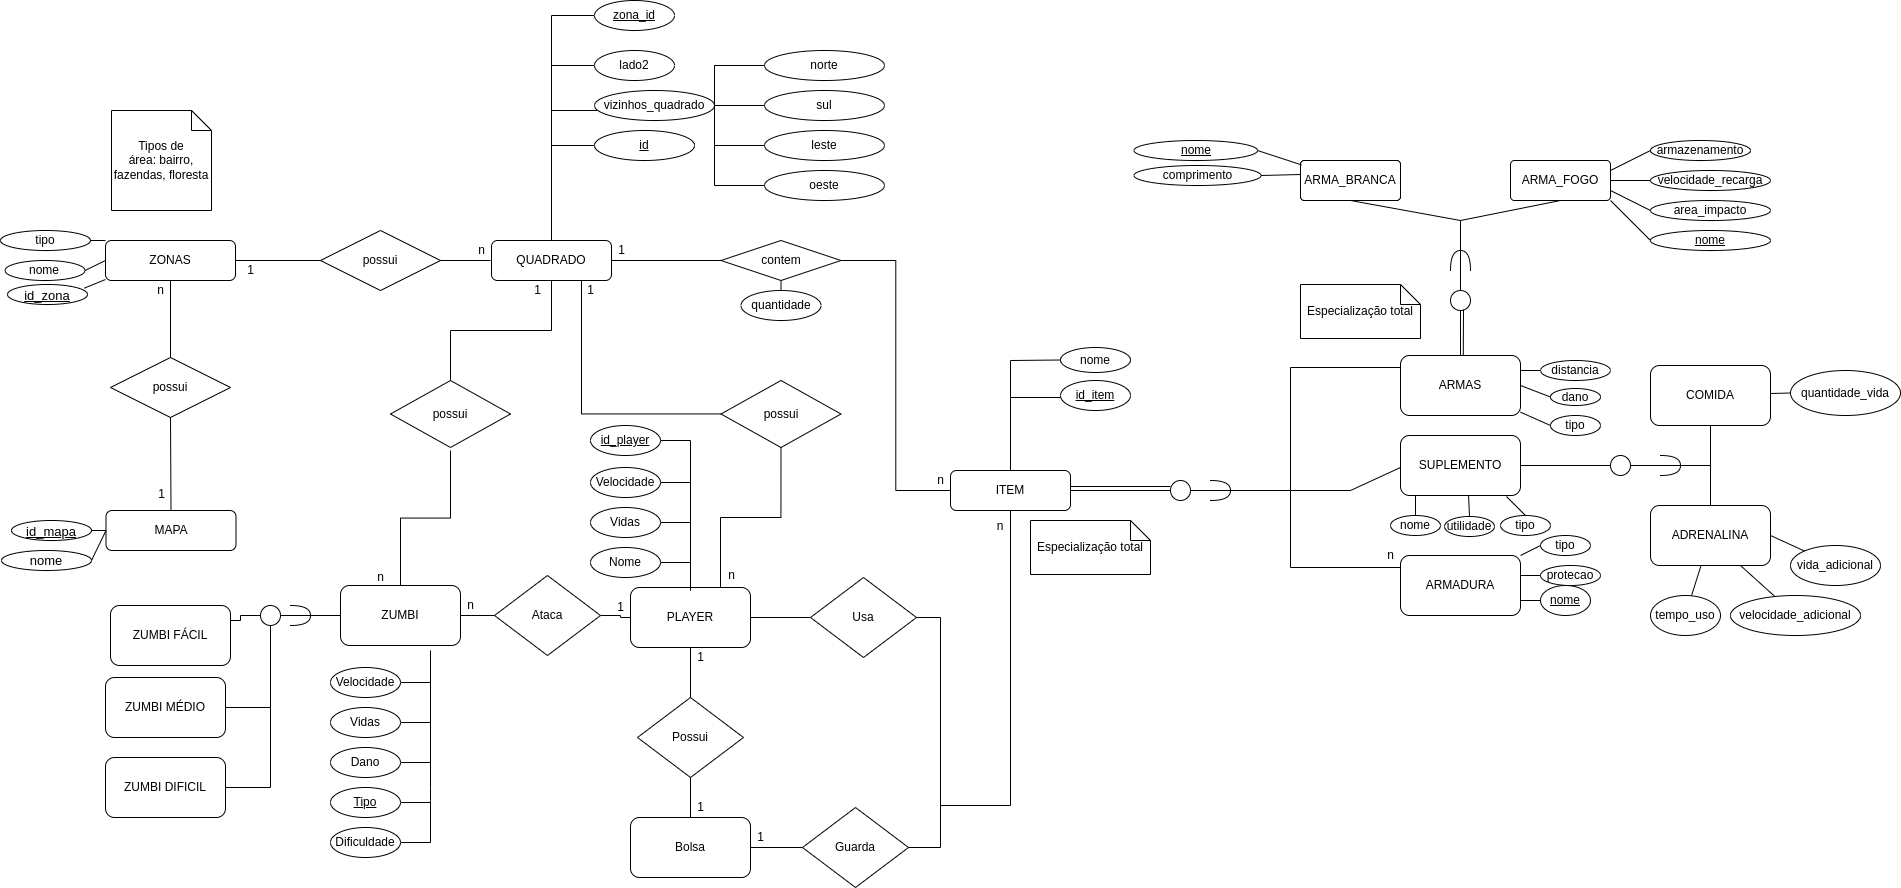 zona_id
lado2
norte
vizinhos_quadrado
sul
id
leste
oeste
Tipos de
área: bairro,
fazendas, floresta
nome
comprimento
ARMA_BRANCA
ARMA_FOGO
armazenamento
velocidade_recarga
area_impacto
nome
tipo
nome
id_zona
ZONAS
1
possui
n
QUADRADO
1
contem
quantidade
n
1
1
Especialização total
possui
1
possui
possui
nome
id_item
ARMAS
distancia
dano
tipo
COMIDA
quantidade_vida
id_player
Velocidade
Vidas
Nome
n
ITEM
n
Especialização total
SUPLEMENTO
nome
utilidade
tipo
id_mapa
nome
MAPA
n
ARMADURA
tipo
protecao
nome
ADRENALINA
vida_adicional
tempo_uso
velocidade_adicional
n
n
ZUMBI FÁCIL
ZUMBI
n
Ataca
1
PLAYER
Usa
1
ZUMBI MÉDIO
ZUMBI DIFICIL
Velocidade
Vidas
Dano
Tipo
Dificuldade
Possui
1
Bolsa
1
Guarda